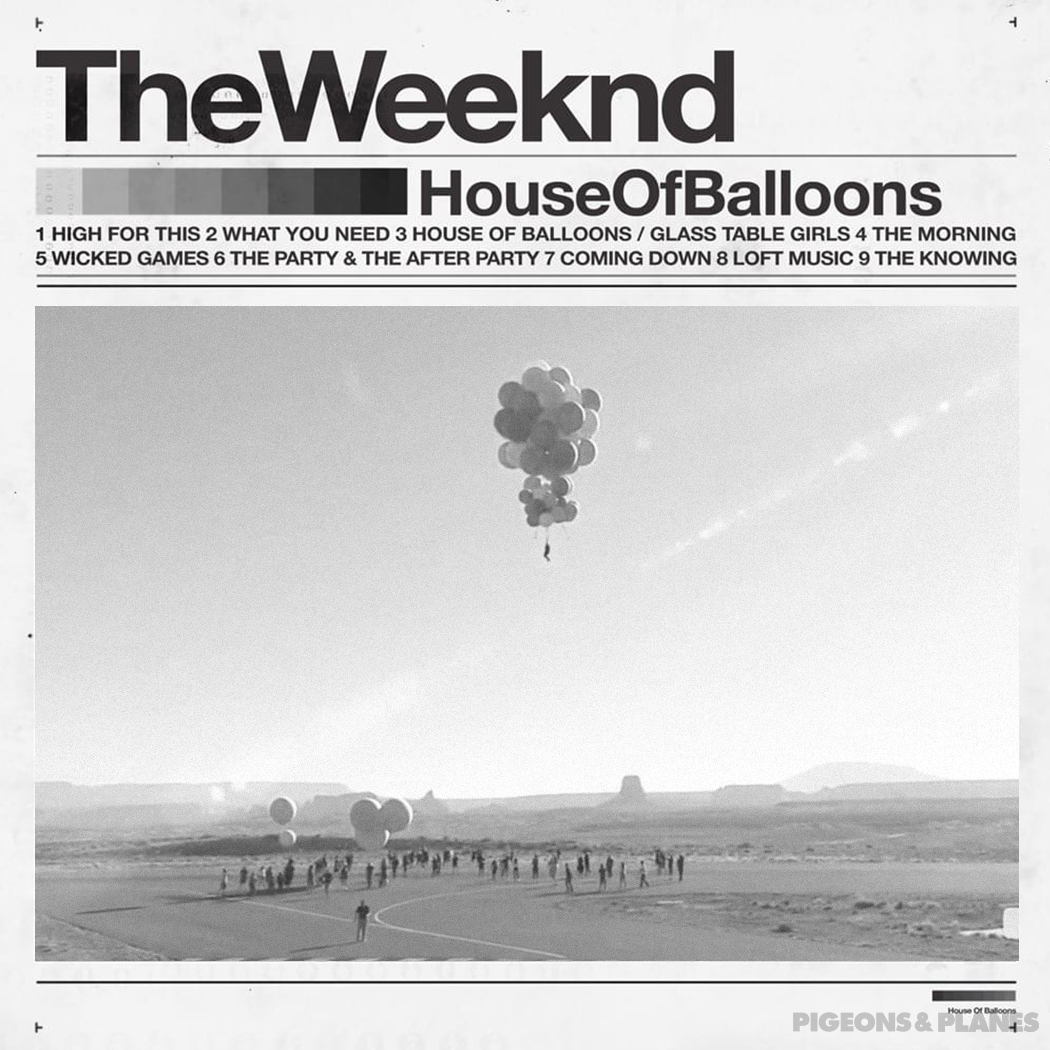 TheWeeknd
HouseOfBalloons
1 HIGH FOR THIS 2 WHAT YOU NEED 3 HOUSE OF BALLOONS / GLASS TABLE GIRLS 4 THE MORNING
5 WICKED GAMES 6 THE PARTY & THE AFTER PARTY 7 COMING DOWN 8 LOFT MUSIC 9 THE KNOWING
House Of Balloons
PIGEONS & PLANES